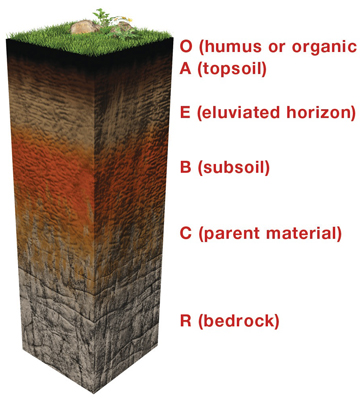 O (humus or organic
A (topsoil)
E (eluviated horizon)
B (subsoil)
C (parent material)
R (bedrock)